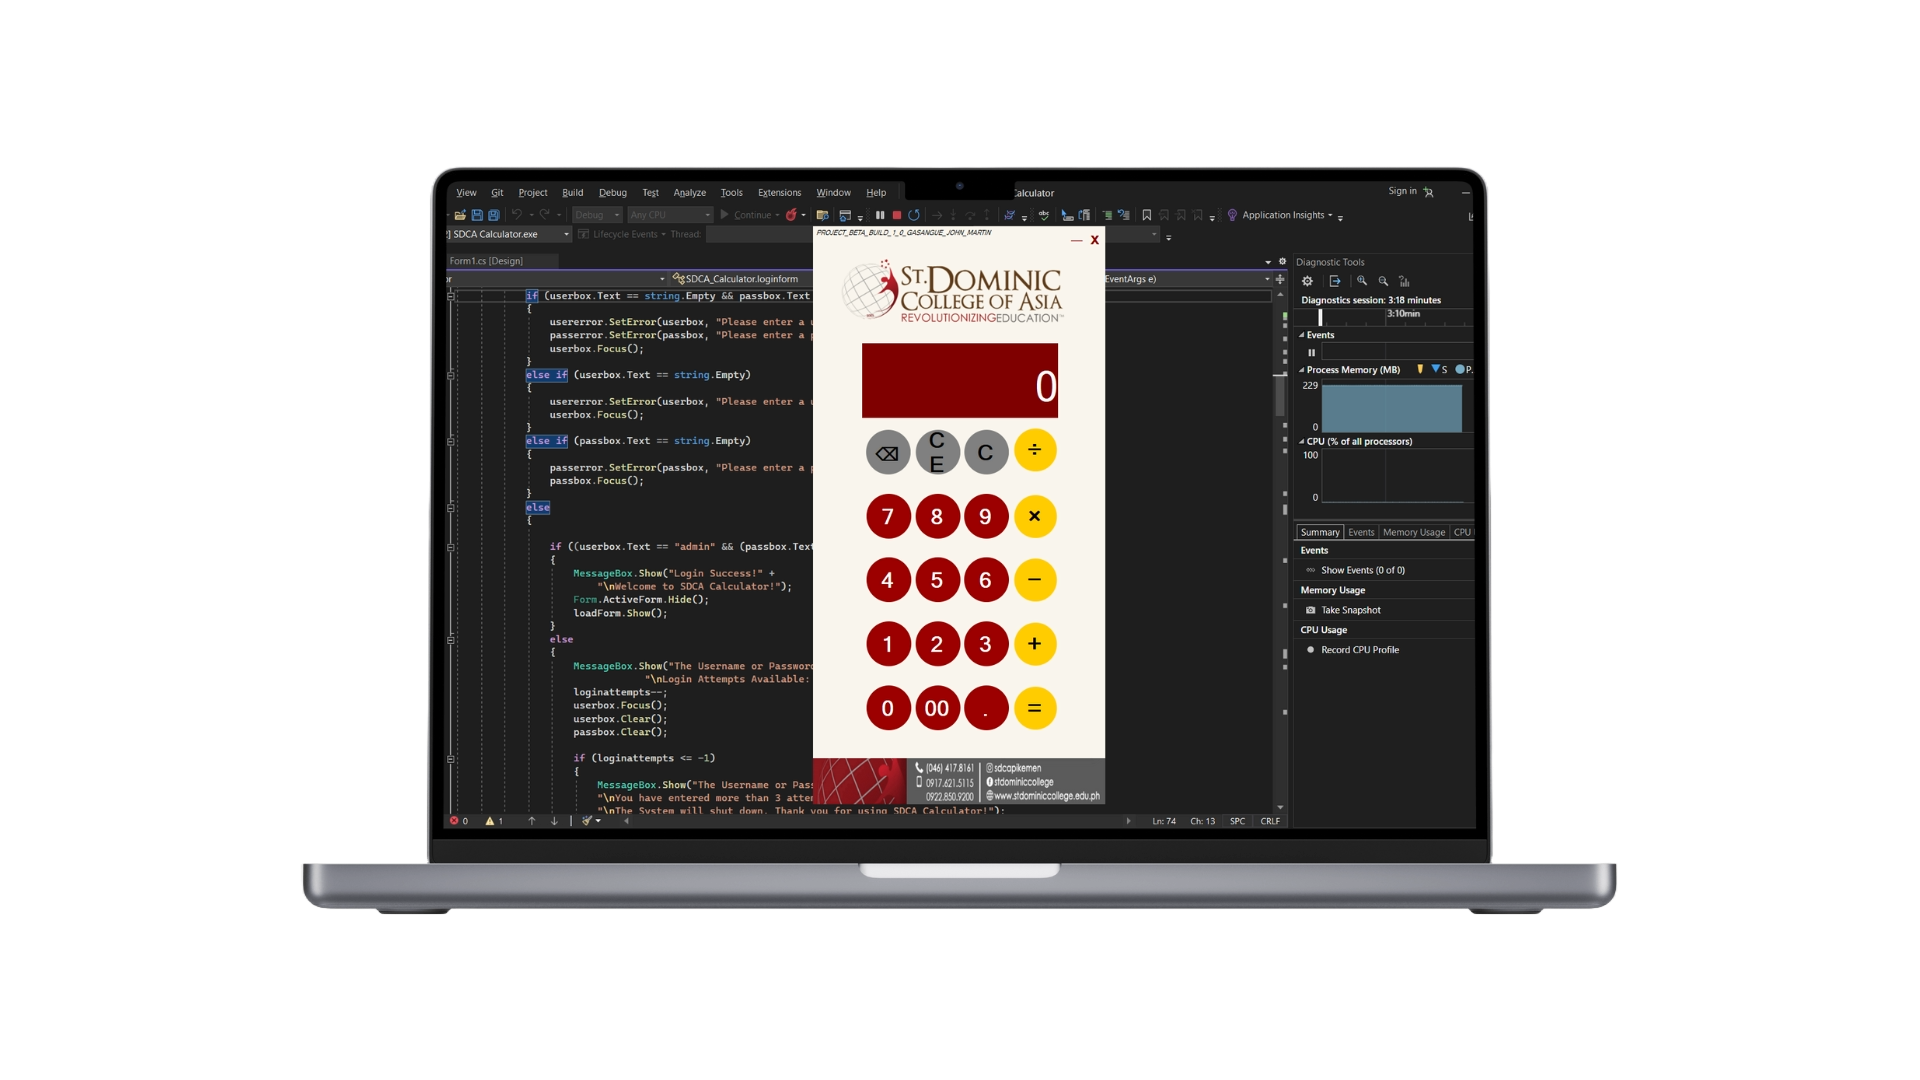 View Git Project Build Debug Test Analyze Tools Extensions Window Help Calculator Sign in
Debug Any CPU Continue Application Insights
SDCA Calculator.exe Lifecycle Events Thread:
PROJECT_BETA_BUILD_1_0_GASANGUE_JOHN_MARTIN
X
Form1.cs [Design]
SDCA_Calculator.loginform
EventArgs e)
if (userbox.Text == string.Empty && passbox.Text
{
usererror.SetError(userbox, "Please enter a
passerror.SetError(passbox, "Please enter a
userbox.Focus();
}
else if (userbox.Text == string.Empty)
{
usererror.SetError(userbox, "Please enter a
userbox.Focus();
}
else if (passbox.Text == string.Empty)
{
passerror.SetError(passbox, "Please enter a
passbox.Focus();
}
else
{
if ((userbox.Text == "admin" && (passbox.Text
{
MessageBox.Show("Login Success!" +
"\nWelcome to SDCA Calculator!");
Form.ActiveForm.Hide();
loadForm.Show();
}
else
{
MessageBox.Show("The Username or Password
"\nLogin Attempts Available:
loginattempts--;
userbox.Focus();
userbox.Clear();
passbox.Clear();
if (loginattempts <= -1)
{
MessageBox.Show("The Username or Pass
"\nYou have entered more than 3 attem
"\nThe System will shut down. Thank you for using SDCA Calculator!");
0 1 Ln: 74 Ch: 13 SPC CRLF
ST. DOMINIC
COLLEGE OF ASIA
REVOLUTIONIZINGEDUCATION™
0
⌫ CE C ÷
7 8 9 ×
4 5 6 −
1 2 3 +
0 00 . =
(046) 417.8161 sdcapikemen
0917.621.5115 stdominiccollege
0922.850.9200 www.stdominiccollege.edu.ph
Diagnostic Tools
Diagnostics session: 3:18 minutes
3:10min
Events
Process Memory (MB) S P.
229
0
CPU (% of all processors)
100
0
Summary Events Memory Usage CPU
Events
Show Events (0 of 0)
Memory Usage
Take Snapshot
CPU Usage
Record CPU Profile